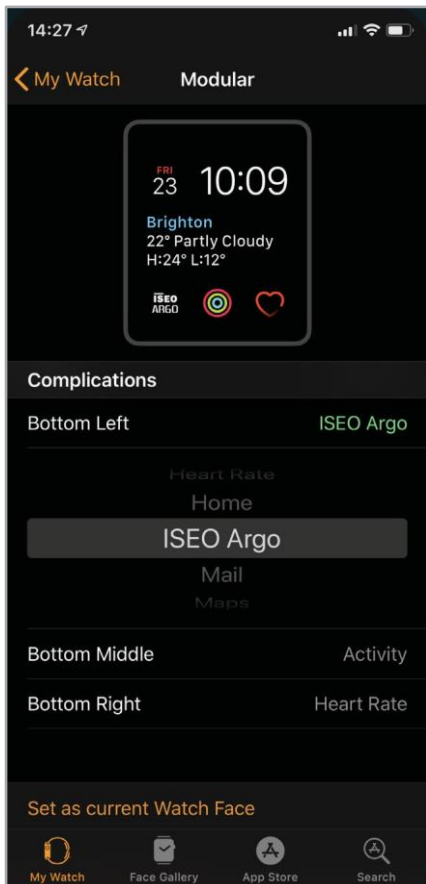 14:27
My Watch Modular
FRI
23 10:09
Brighton
22° Partly Cloudy
H:24° L:12°
ISEO
ARGO
Complications
Bottom Left ISEO Argo
Heart Rate
Home
ISEO Argo
Mail
Maps
Bottom Middle Activity
Bottom Right Heart Rate
Set as current Watch Face
My Watch Face Gallery App Store Search